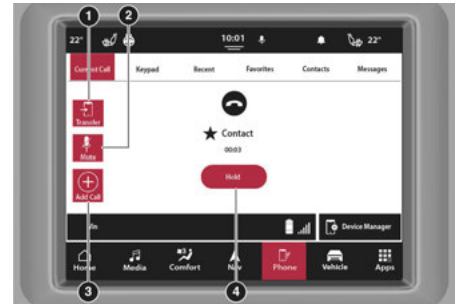 1
2
22°
10:01
22°
Current Call
Keypad
Recent
Favorites
Contacts
Messages
Transfer
Contact
00:03
Mute
Hold
Add Call
Device Manager
Home
Media
Comfort
Nav
Phone
Vehicle
Apps
3
4